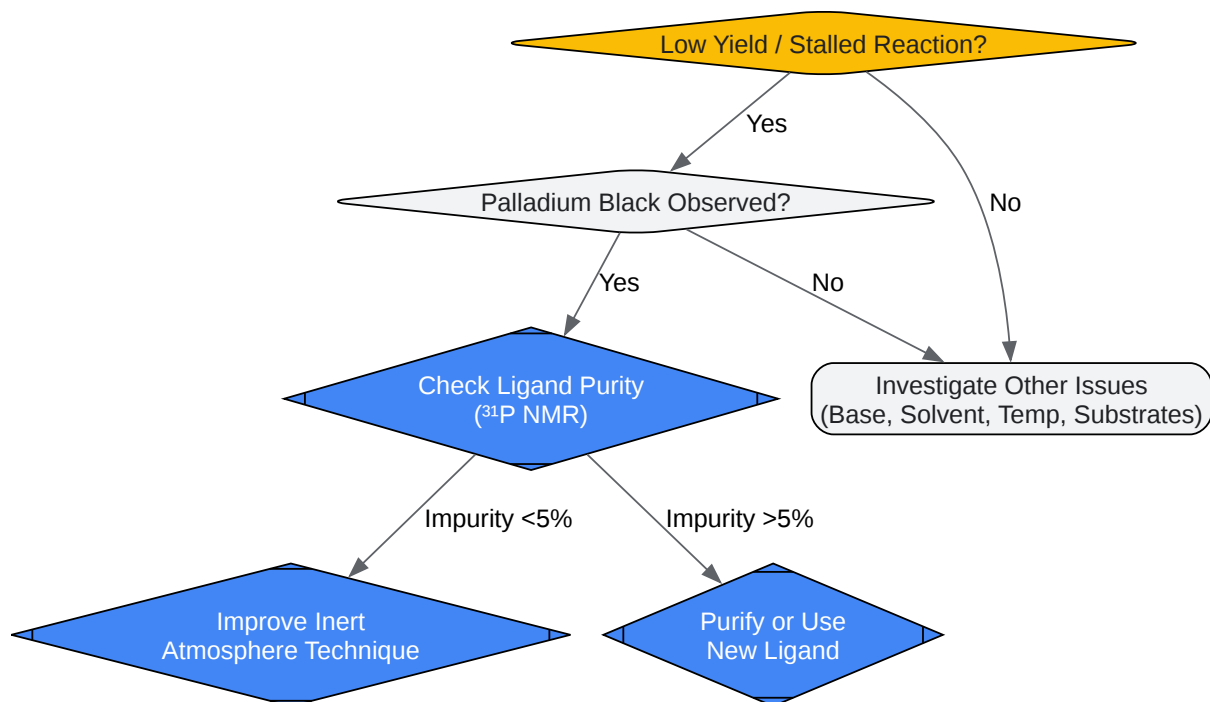 Low Yield / Stalled Reaction?
Yes
Palladium Black Observed?
No
Yes
No
Check Ligand Purity
(³¹P NMR)
Investigate Other Issues
(Base, Solvent, Temp, Substrates)
Impurity <5%
Impurity >5%
Improve Inert
Atmosphere Technique
Purify or Use
New Ligand